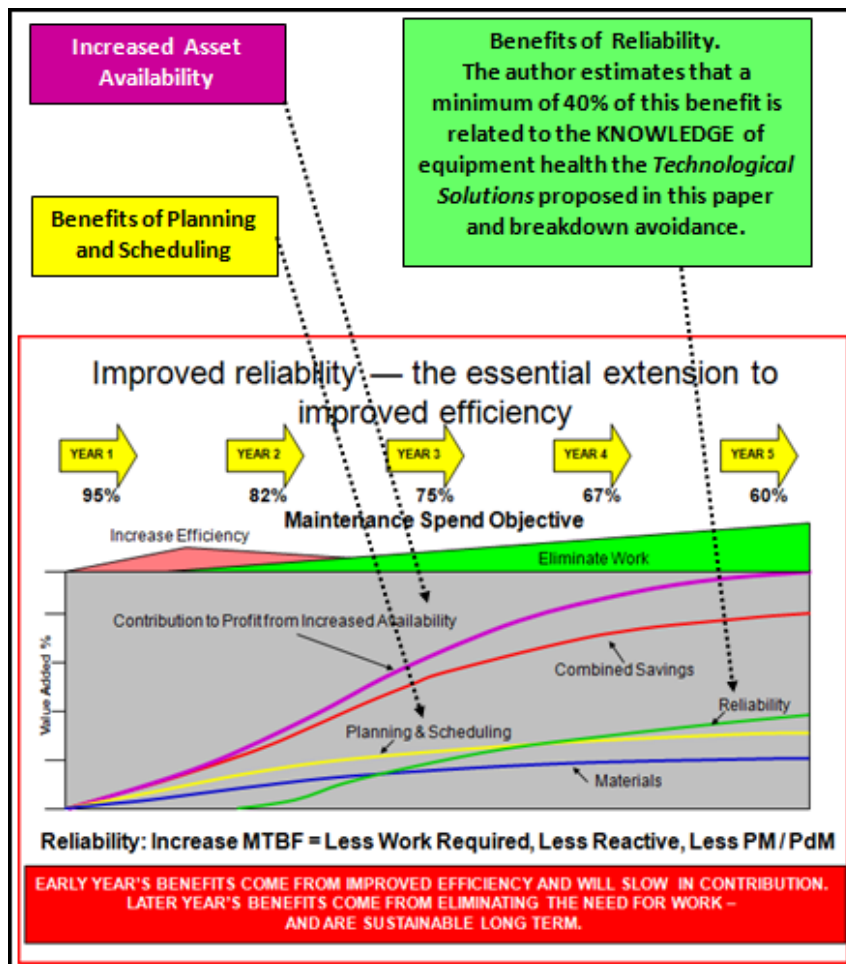 Increased Asset
Availability
Benefits of Reliability.
The author estimates that a
minimum of 40% of this benefit is
related to the KNOWLEDGE of
equipment health the Technological
Solutions proposed in this paper
and breakdown avoidance.
Benefits of Planning
and Scheduling
Improved reliability — the essential extension to
improved efficiency
YEAR 1
YEAR 2
YEAR 3
YEAR 4
YEAR 5
95%
82%
75%
67%
60%
Maintenance Spend Objective
Increase Efficiency
Eliminate Work
Contribution to Profit from Increased Availability
Combined Savings
Reliability
Planning & Scheduling
Materials
Value Added %
Reliability: Increase MTBF = Less Work Required, Less Reactive, Less PM / PdM
EARLY YEAR'S BENEFITS COME FROM IMPROVED EFFICIENCY AND WILL SLOW IN CONTRIBUTION.
LATER YEAR'S BENEFITS COME FROM ELIMINATING THE NEED FOR WORK –
AND ARE SUSTAINABLE LONG TERM.